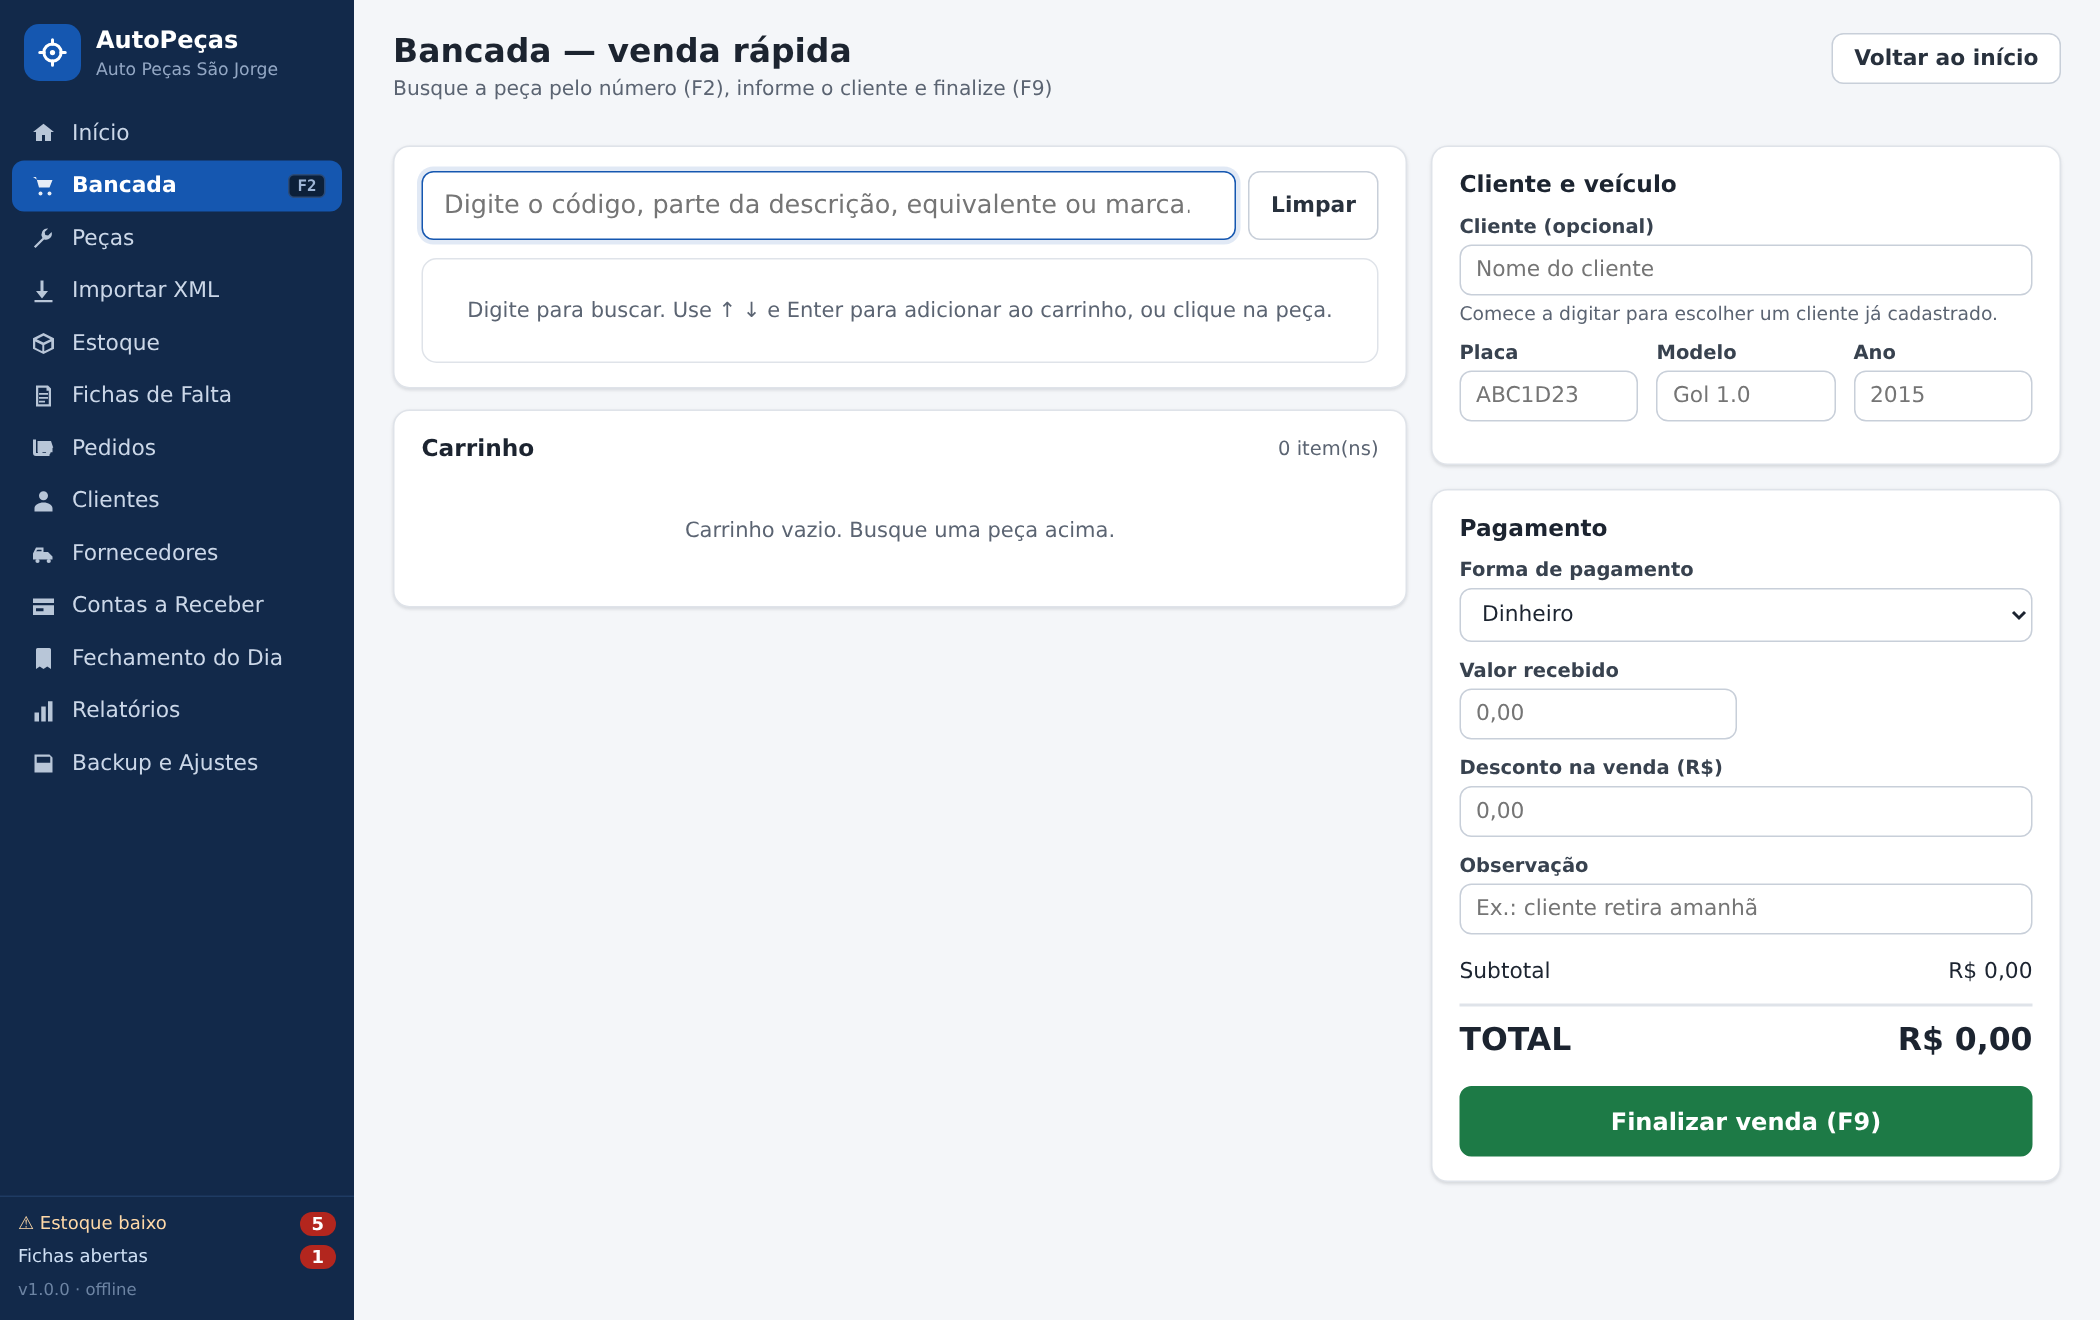 AutoPeças
Auto Peças São Jorge
Início
Bancada F2
Peças
Importar XML
Estoque
Fichas de Falta
Pedidos
Clientes
Fornecedores
Contas a Receber
Fechamento do Dia
Relatórios
Backup e Ajustes
⚠ Estoque baixo 5
Fichas abertas 1
v1.0.0 · offline
Bancada — venda rápida
Busque a peça pelo número (F2), informe o cliente e finalize (F9)
Voltar ao início
Digite o código, parte da descrição, equivalente ou marca.
Limpar
Digite para buscar. Use ↑ ↓ e Enter para adicionar ao carrinho, ou clique na peça.
Carrinho 0 item(ns)
Carrinho vazio. Busque uma peça acima.
Cliente e veículo
Cliente (opcional)
Nome do cliente
Comece a digitar para escolher um cliente já cadastrado.
Placa Modelo Ano
ABC1D23 Gol 1.0 2015
Pagamento
Forma de pagamento
Dinheiro
Valor recebido
0,00
Desconto na venda (R$)
0,00
Observação
Ex.: cliente retira amanhã
Subtotal R$ 0,00
TOTAL R$ 0,00
Finalizar venda (F9)